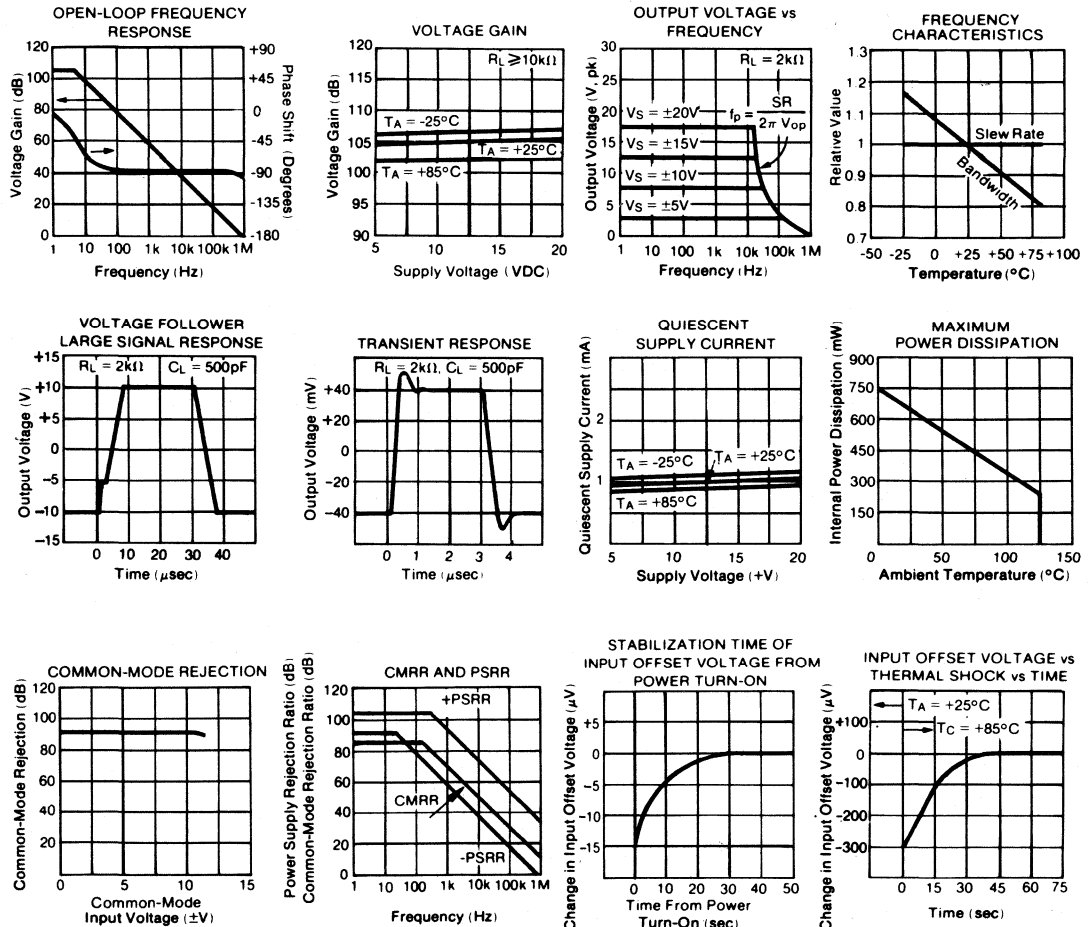 OPEN-LOOP FREQUENCY
RESPONSE
Voltage Gain (dB)
120
100
80
60
40
20
0
+90
+45
0
-45
-90
-135
-180
Phase Shift (Degrees)
1 10 100 1k 10k 100k 1M
Frequency (Hz)
VOLTAGE GAIN
RL ≥10kΩ
Voltage Gain (dB)
120
115
110
105
100
95
90
TA = -25°C
TA = +25°C
TA = +85°C
5 10 15 20
Supply Voltage (VDC)
OUTPUT VOLTAGE vs
FREQUENCY
RL = 2kΩ
Output Voltage (V, pk)
30
25
20
15
10
5
0
VS = ±20V
VS = ±15V
VS = ±10V
VS = ±5V
fp = SR
2π Vop
1 10 100 1k 10k 100k 1M
Frequency (Hz)
FREQUENCY
CHARACTERISTICS
Relative Value
1.3
1.2
1.1
1
0.9
0.8
0.7
Slew Rate
Bandwidth
-50 -25 0 +25 +50 +75 +100
Temperature (°C)
VOLTAGE FOLLOWER
LARGE SIGNAL RESPONSE
RL = 2kΩ CL = 500pF
Output Voltage (V)
+15
+10
+5
0
−5
−10
−15
0 10 20 30 40
Time (μsec)
TRANSIENT RESPONSE
RL = 2kΩ, CL = 500pF
Output Voltage (mV)
+40
+20
0
−20
−40
0 1 2 3 4
Time (μsec)
QUIESCENT
SUPPLY CURRENT
Quiescent Supply Current (mA)
2
1
TA = -25°C
TA = +25°C
TA = +85°C
5 10 15 20
Supply Voltage (+V)
MAXIMUM
POWER DISSIPATION
Internal Power Dissipation (mW)
900
750
600
450
300
150
0 50 100 125 150
Ambient Temperature (°C)
COMMON-MODE REJECTION
Common-Mode Rejection (dB)
120
100
80
60
40
20
0 5 10 15
Common-Mode
Input Voltage (±V)
CMRR AND PSRR
Power Supply Rejection Ratio (dB)
Common-Mode Rejection Ratio (dB)
120
100
80
60
40
20
0
+PSRR
CMRR
-PSRR
1 10 100 1k 10k 100k 1M
Frequency (Hz)
STABILIZATION TIME OF
INPUT OFFSET VOLTAGE FROM
POWER TURN-ON
Change in Input Offset Voltage (μV)
+5
0
−5
−10
−15
0 10 20 30 40 50
Time From Power
Turn-On (sec)
INPUT OFFSET VOLTAGE vs
THERMAL SHOCK vs TIME
Change in Input Offset Voltage (μV)
TA = +25°C
TC = +85°C
+100
0
-100
-200
-300
0 15 30 45 60 75
Time (sec)